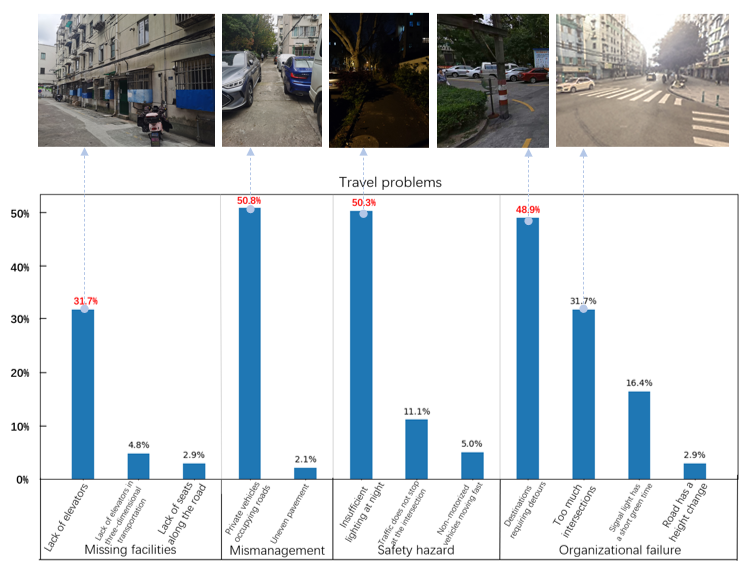 Travel problems
50%
40%
30%
20%
10%
0%
31.7%
4.8%
2.9%
50.8%
2.1%
50.3%
11.1%
5.0%
48.9%
31.7%
16.4%
2.9%
Lack of elevators
Lack of elevators in
three-dimensional
transportation
Lack of seats
along the road
Private vehicles
occupying roads
Uneven pavement
Insufficient
lighting at night
Traffic does not stop
at the intersection
Non-motorized
vehicles moving fast
Destinations
requiring detours
Too much
intersections
Signal light has
a short green time
Road has a
height change
Missing facilities
Mismanagement
Safety hazard
Organizational failure